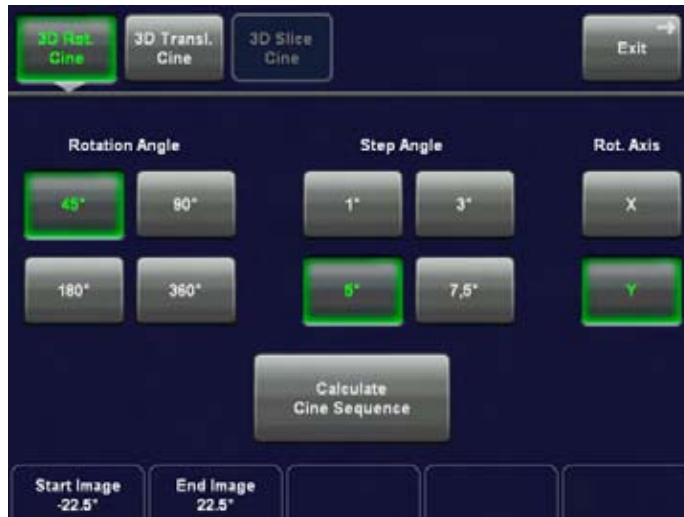 3D Rot.
Cine
3D Transl.
Cine
3D Slice
Cine
Exit
Rotation Angle
Step Angle
Rot. Axis
45°
90°
1°
3°
X
180°
360°
5°
7,5°
Y
Calculate
Cine Sequence
Start Image
-22.5°
End Image
22.5°